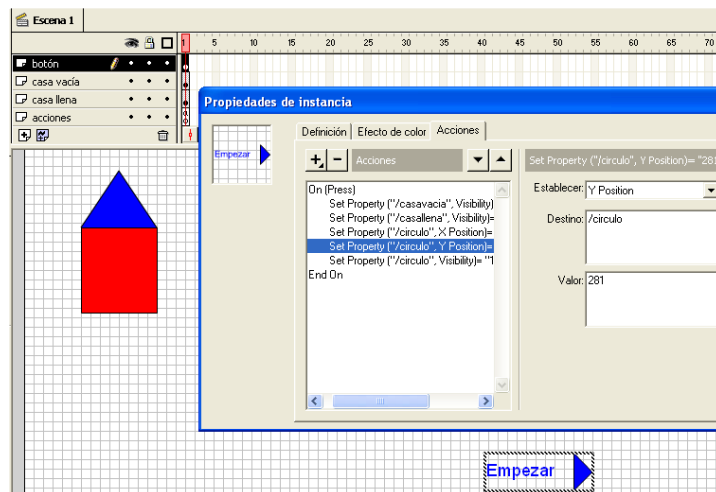 Escena 1
1 5 10 15 20 25 30 35 40 45 50 55 60 65 70
botón
casa vacía
casa llena
acciones
Propiedades de instancia
Definición Efecto de color Acciones
Empezar
+ - Acciones
Set Property ("/circulo", Y Position)= "281
On (Press)
Set Property ("/casavacia", Visibility)
Set Property ("/casallena", Visibility)=
Set Property ("/circulo", X Position)=
Set Property ("/circulo", Y Position)=
Set Property ("/circulo", Visibility)= "1
End On
Establecer: Y Position
Destino: /circulo
Valor: 281
Empezar